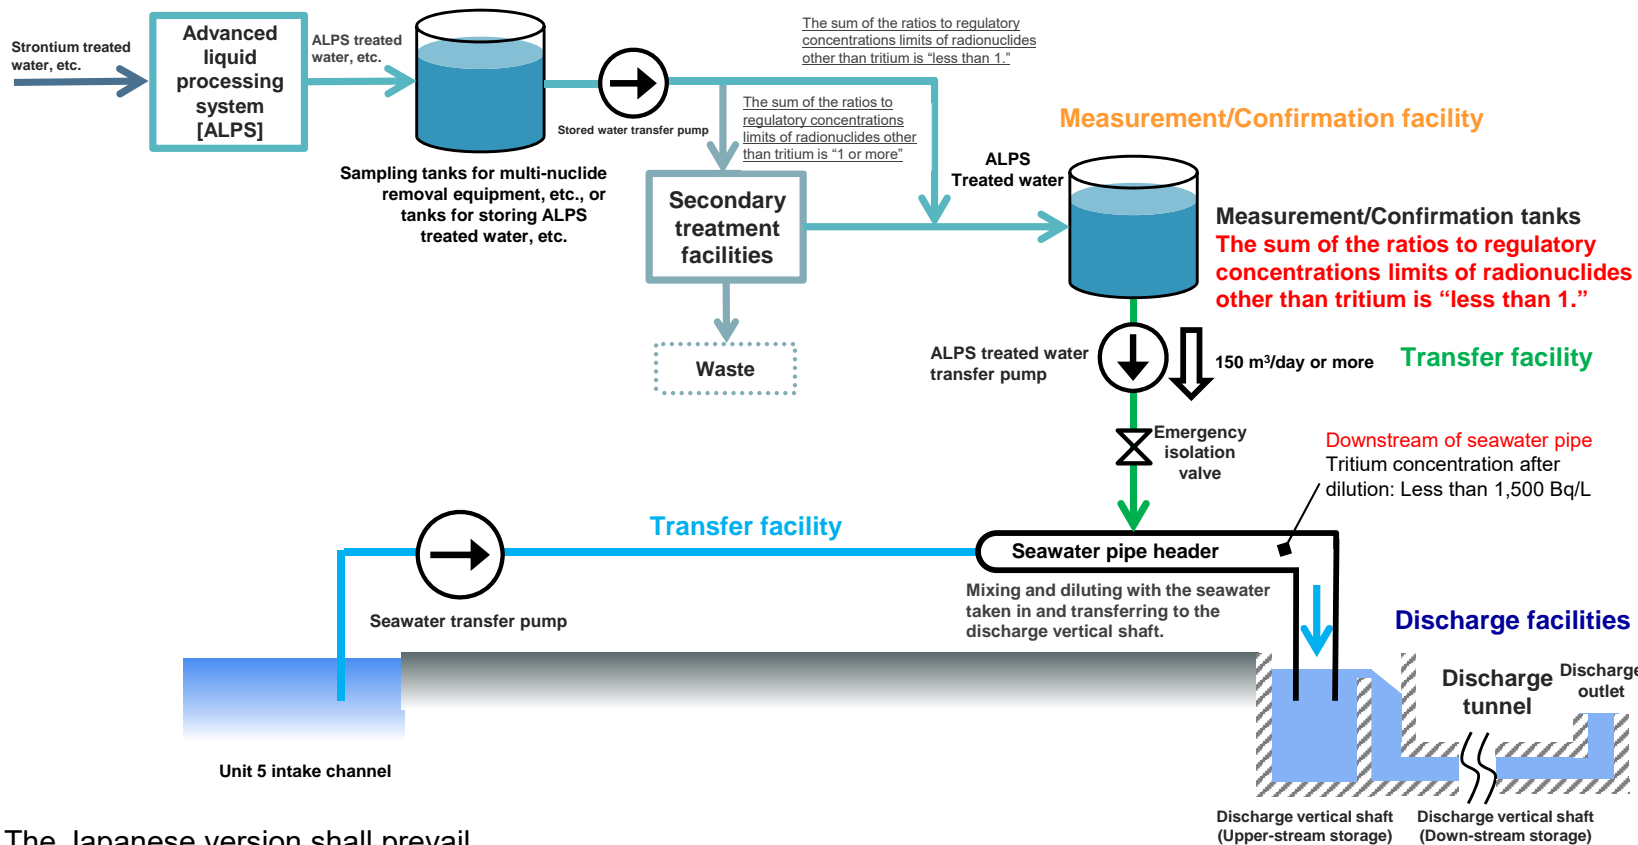 Strontium treated
water, etc.
Advanced
liquid
processing
system
[ALPS]
ALPS treated
water, etc.
Stored water transfer pump
Sampling tanks for multi-nuclide
removal equipment, etc., or
tanks for storing ALPS
treated water, etc.
The sum of the ratios to regulatory
concentrations limits of radionuclides
other than tritium is “less than 1.”
The sum of the ratios to
regulatory concentrations
limits of radionuclides other
than tritium is “1 or more”
Secondary
treatment
facilities
Waste
Measurement/Confirmation facility
ALPS
Treated water
Measurement/Confirmation tanks
The sum of the ratios to regulatory
concentrations limits of radionuclides
other than tritium is “less than 1.”
ALPS treated water
transfer pump
150 m³/day or more
Transfer facility
Emergency
isolation
valve
Downstream of seawater pipe
Tritium concentration after
dilution: Less than 1,500 Bq/L
Transfer facility
Seawater transfer pump
Seawater pipe header
Mixing and diluting with the seawater
taken in and transferring to the
discharge vertical shaft.
Discharge facilities
Discharge
tunnel
Discharge
outlet
Unit 5 intake channel
Discharge vertical shaft
(Upper-stream storage)
Discharge vertical shaft
(Down-stream storage)
The Japanese version shall prevail